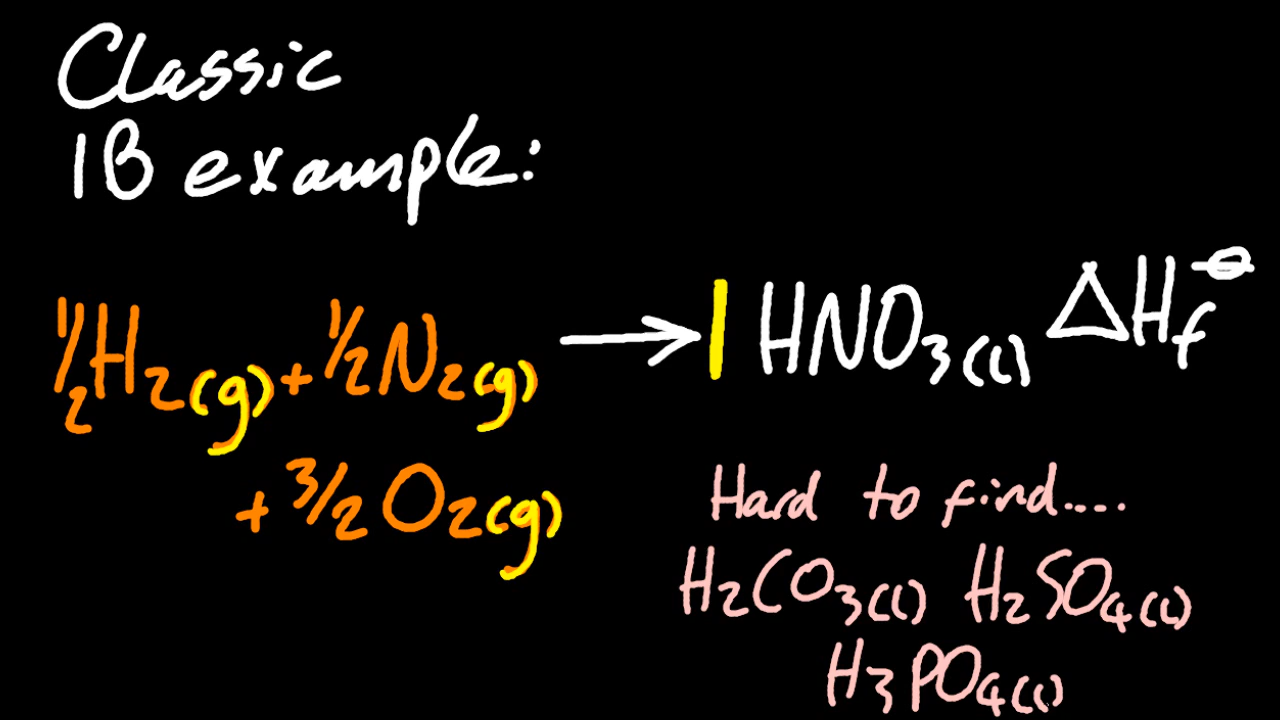 Classic
IB example:
½H₂(g) + ½N₂(g) → 1 HNO₃(l) ΔHf⦵
+ 3/2 O₂(g)
Hard to find....
H₂CO₃(l) H₂SO₄(l)
H₃PO₄(l)